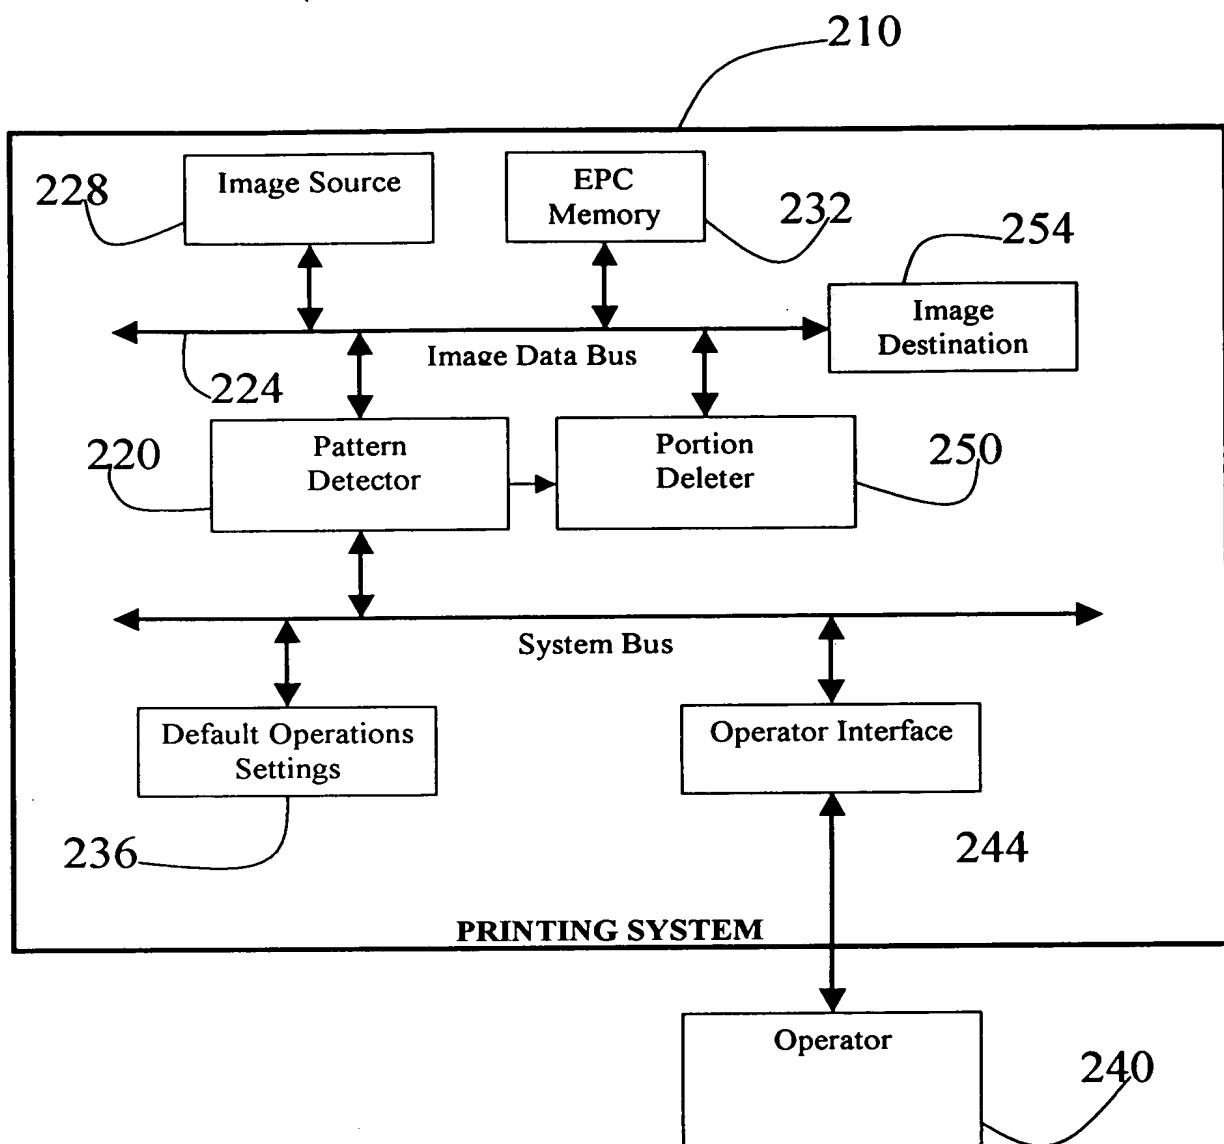 210
Image Source
EPC
Memory
228
232
254
Image
Destination
Image Data Bus
224
Pattern
Detector
Portion
Deleter
220
250
System Bus
Default Operations
Settings
Operator Interface
236
244
PRINTING SYSTEM
Operator
240